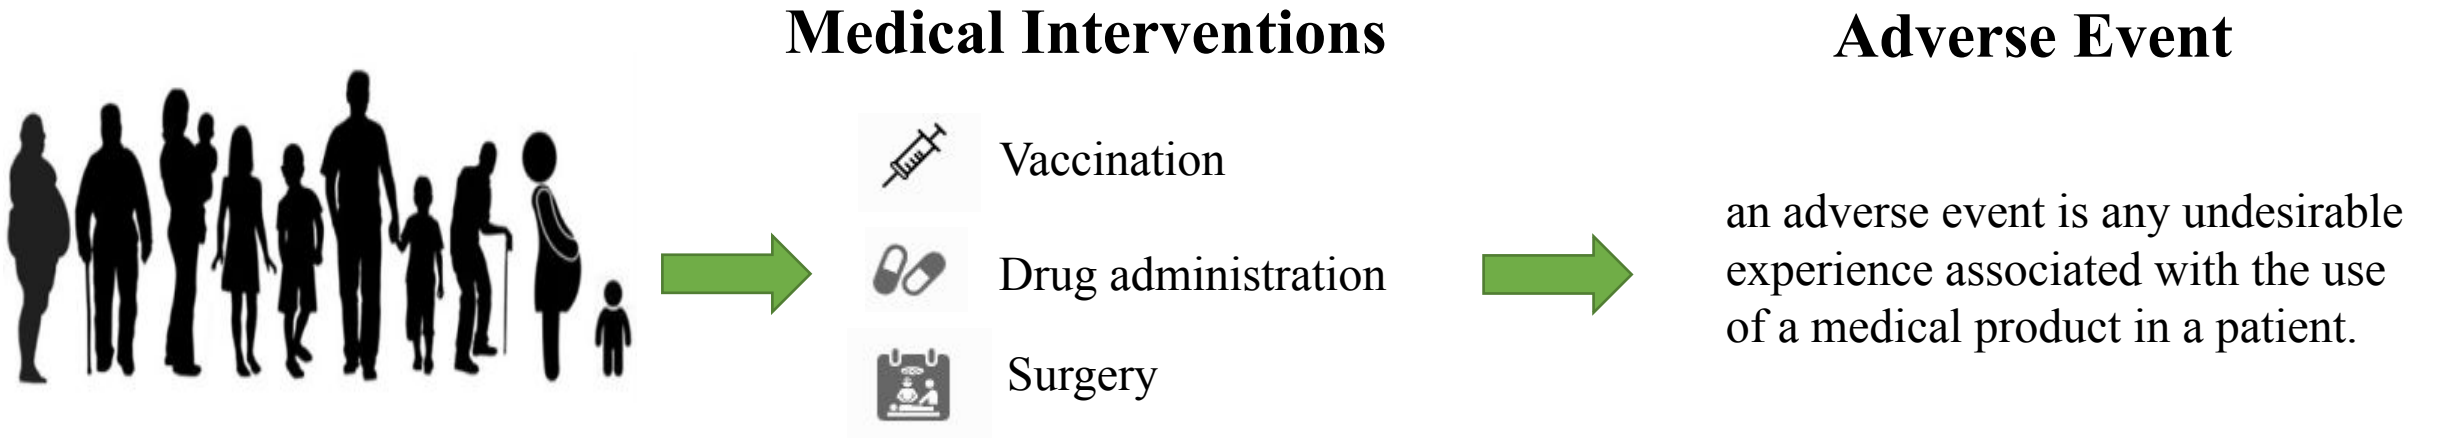 Medical Interventions
Vaccination
Drug administration
Surgery
Adverse Event
an adverse event is any undesirable
experience associated with the use
of a medical product in a patient.